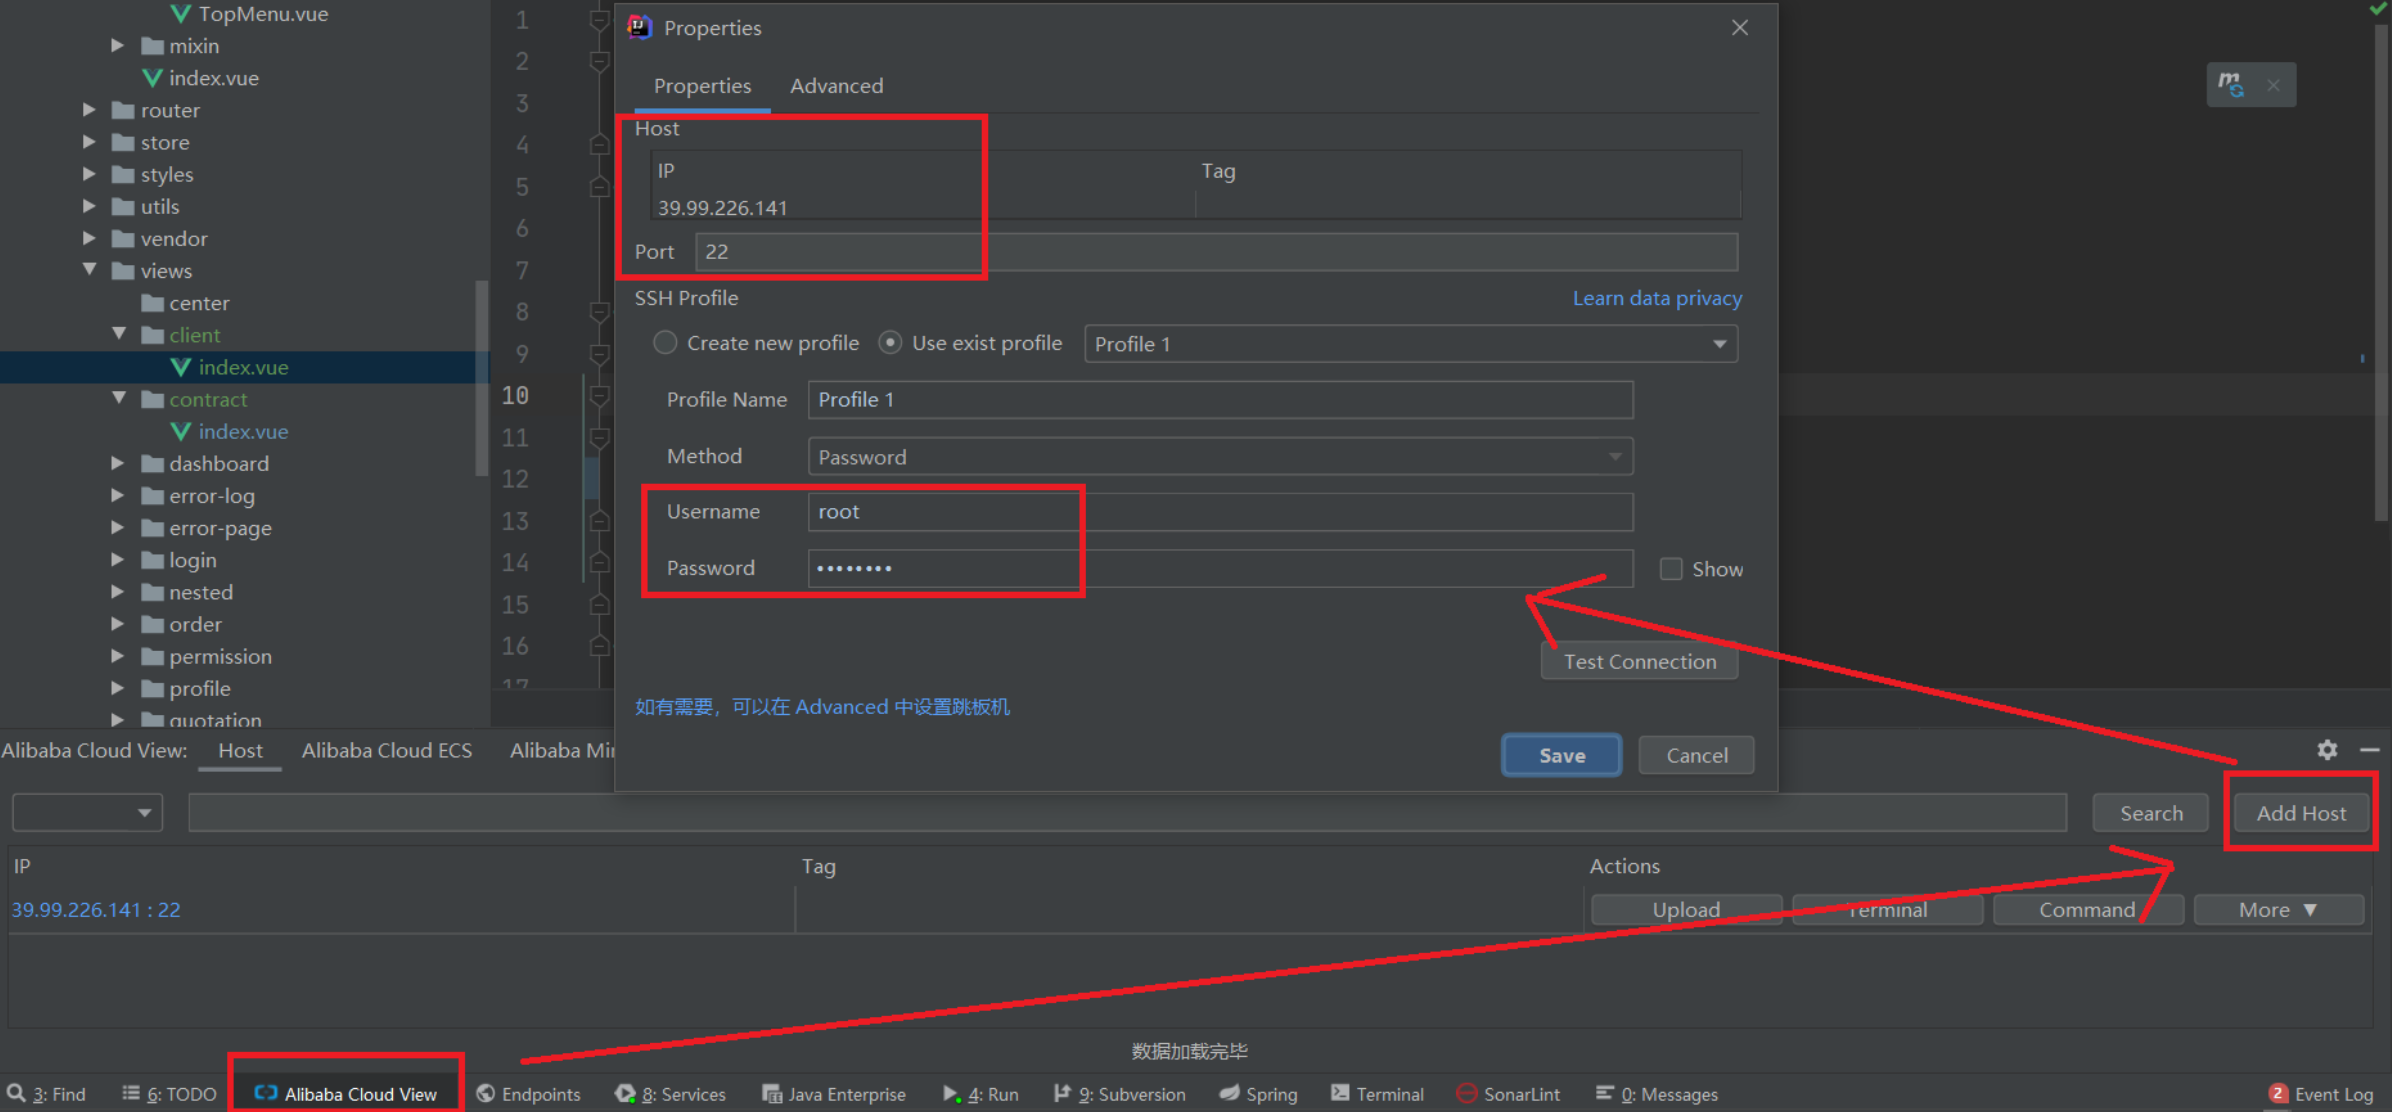 TopMenu.vue
mixin
index.vue
router
store
styles
utils
vendor
views
center
client
index.vue
contract
index.vue
dashboard
error-log
error-page
login
nested
order
permission
profile
quotation
1
2
3
4
5
6
7
8
9
10
11
12
13
14
15
16
17
Properties
Properties Advanced
Host
IP Tag
39.99.226.141
Port 22
SSH Profile Learn data privacy
Create new profile Use exist profile Profile 1
Profile Name Profile 1
Method Password
Username root
Password •••••••• Show
Test Connection
如有需要，可以在 Advanced 中设置跳板机
Save Cancel
Alibaba Cloud View: Host Alibaba Cloud ECS Alibaba Min
Search Add Host
IP Tag Actions
39.99.226.141 : 22 Upload Terminal Command More ▼
数据加载完毕
3: Find 6: TODO Alibaba Cloud View Endpoints 8: Services Java Enterprise 4: Run 9: Subversion Spring Terminal SonarLint 0: Messages 2 Event Log